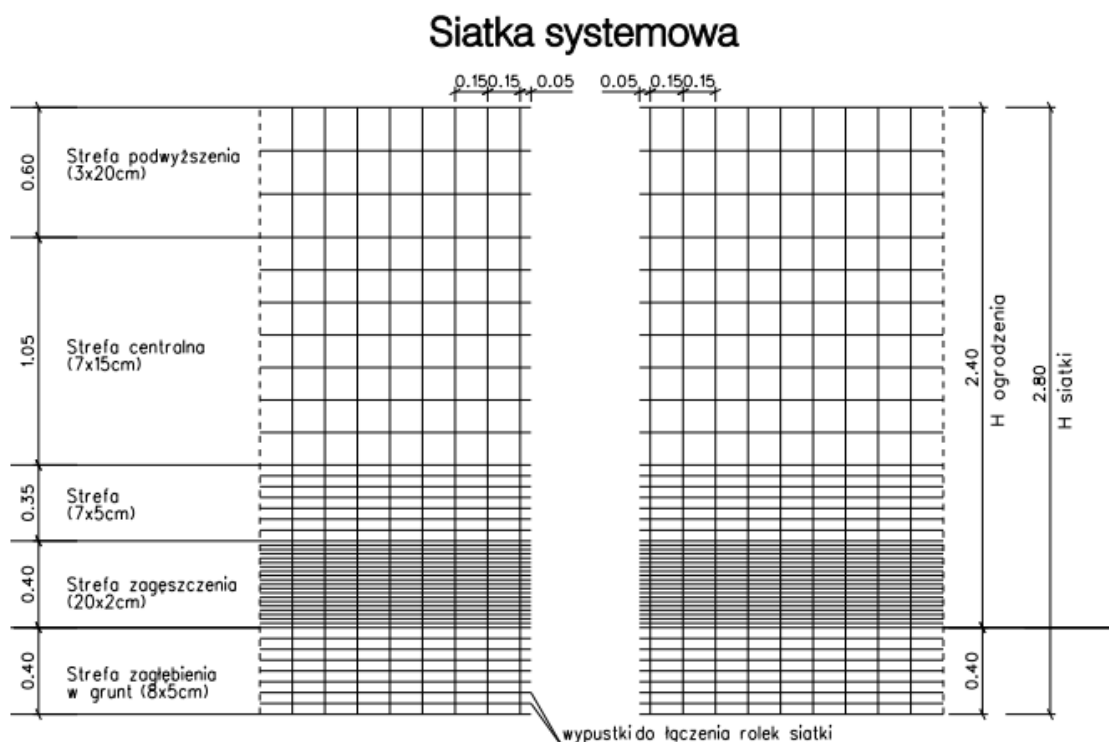 Siatka systemowa
0.15 0.15 0.05
0.05 0.15 0.15
0.60
Strefa podwyższenia
(3x20cm)
1.05
Strefa centralna
(7x15cm)
2.40
H ogrodzenia
2.80
H siatki
0.35
Strefa
(7x5cm)
0.40
Strefa zagęszczenia
(20x2cm)
0.40
Strefa zagłębienia
w grunt (8x5cm)
0.40
wypustki do łączenia rolek siatki